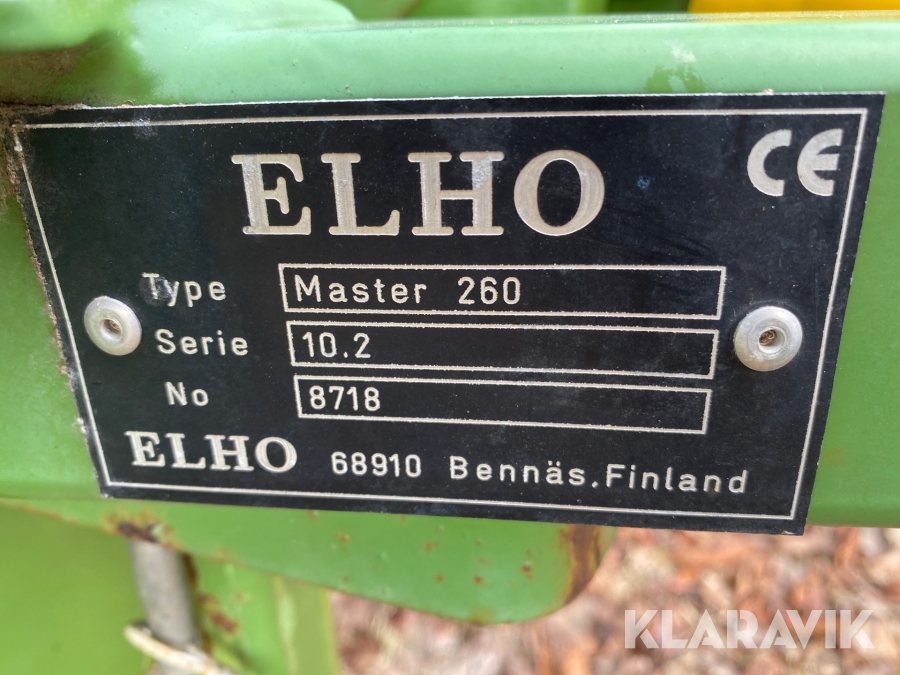 ELHO CE
Type Master 260
Serie 10.2
No 8718
ELHO 68910 Bennäs.Finland
KLARAVIK